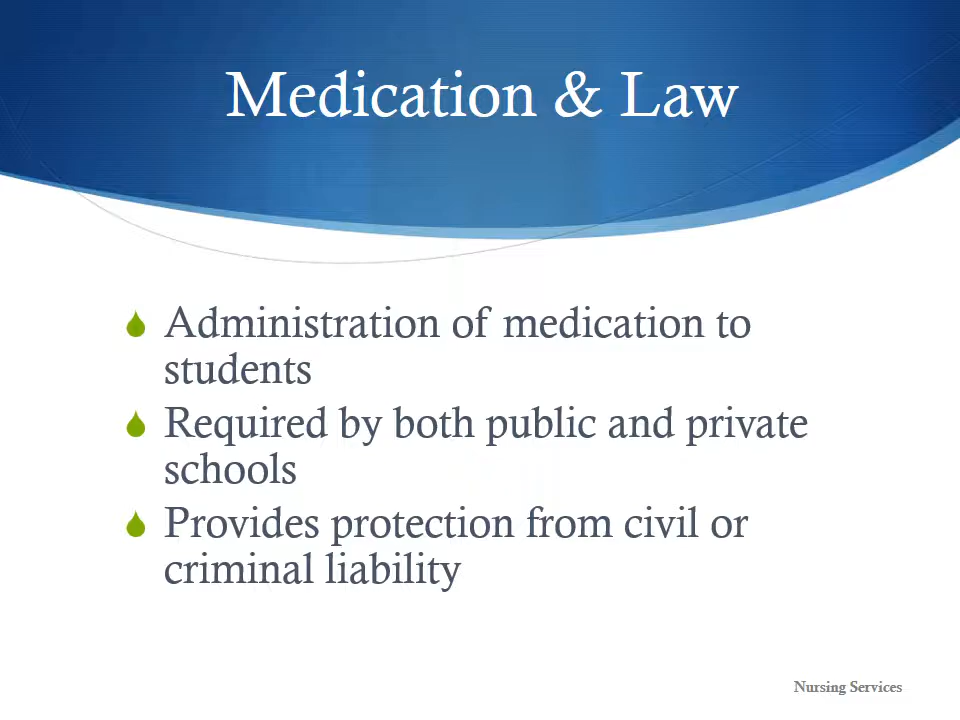 Medication & Law
Administration of medication to
students
Required by both public and private
schools
Provides protection from civil or
criminal liability
Nursing Services